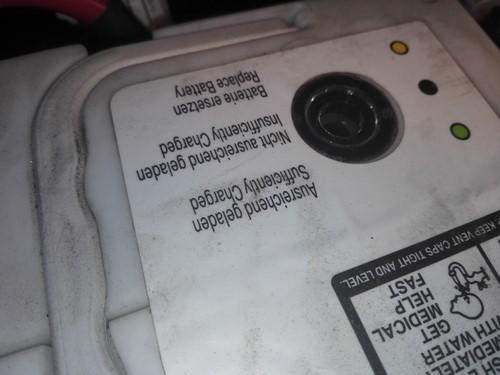 WITH WATER
GET
MEDICAL
HELP
FAST
KEEP VENT CAPS TIGHT AND LEVEL.
Ausreichend geladen
Sufficiently Charged
Nicht ausreichend geladen
Insufficiently Charged
Batterie ersetzen
Replace Battery